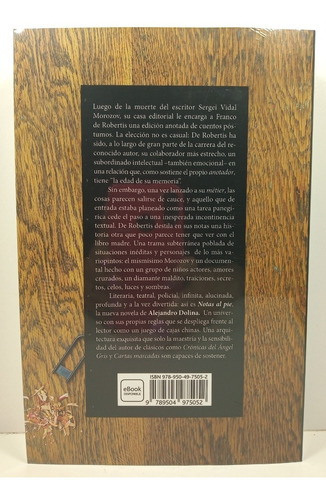 Luego de la muerte del escritor Sergei Vidal
Morozov, su casa editorial le encarga a Franco
de Robertis una edición anotada de cuentos pós-
tumos. La elección no es casual: De Robertis ha
sido, a lo largo de gran parte de la carrera del re-
conocido autor, su colaborador más estrecho, un
subordinado intelectual –también emocional– en
una relación que, como sostiene el propio anotador,
tiene "la edad de su memoria".
Sin embargo, una vez lanzado a su métier, las
cosas parecen salirse de cauce, y aquello que de
entrada estaba planeado como una tarea panegí-
rica cede el paso a una inesperada incontinencia
textual. De Robertis destila en sus notas una his-
toria otra que poco parece tener que ver con el
libro madre. Una trama subterránea poblada de
situaciones inéditas y personajes de lo más va-
riopintos: el mismísimo Morozov y un documen-
tal hecho con un grupo de niños actores, amores
cruzados, un diamante maldito, traiciones, secre-
tos, celos, luces y sombras.
Literaria, teatral, policial, infinita, alucinada,
profunda y a la vez divertida: así es Notas al pie,
la nueva novela de Alejandro Dolina. Un univer-
so con sus propias reglas que se despliega frente al
lector como un juego de cajas chinas. Una arqui-
tectura exquisita que solo la maestría y la sensibili-
dad del autor de clásicos como Crónicas del Ángel
Gris y Cartas marcadas son capaces de sostener.
eBook
DISPONIBLE
ISBN 978-950-49-7505-2
9 789504 975052